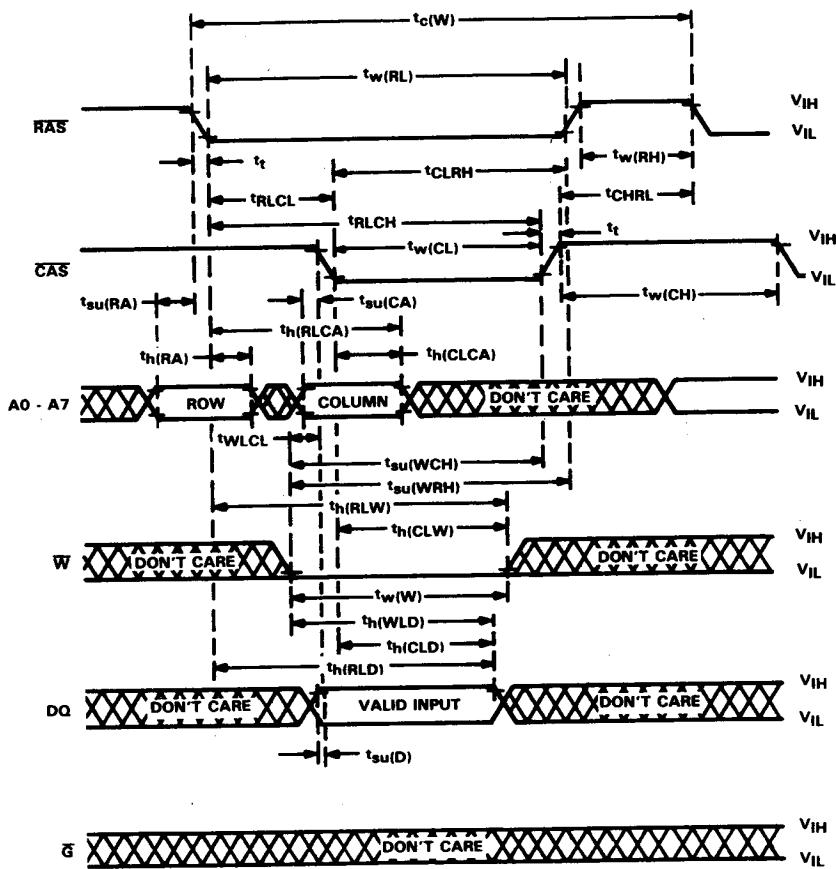 tc(W)
tw(RL)
RAS
VIH
VIL
tt
tCLRH
tw(RH)
tRLCL
tCHRL
tRLCH
tt
tw(CL)
CAS
VIH
VIL
tsu(RA)
tsu(CA)
tw(CH)
th(RLCA)
th(RA)
th(CLCA)
A0 - A7
ROW
COLUMN
DON'T CARE
VIH
VIL
tWLCL
tsu(WCH)
tsu(WRH)
th(RLW)
th(CLW)
W
DON'T CARE
DON'T CARE
VIH
VIL
tw(W)
th(WLD)
th(CLD)
th(RLD)
DQ
DON'T CARE
VALID INPUT
DON'T CARE
VIH
VIL
tsu(D)
G
DON'T CARE
VIH
VIL